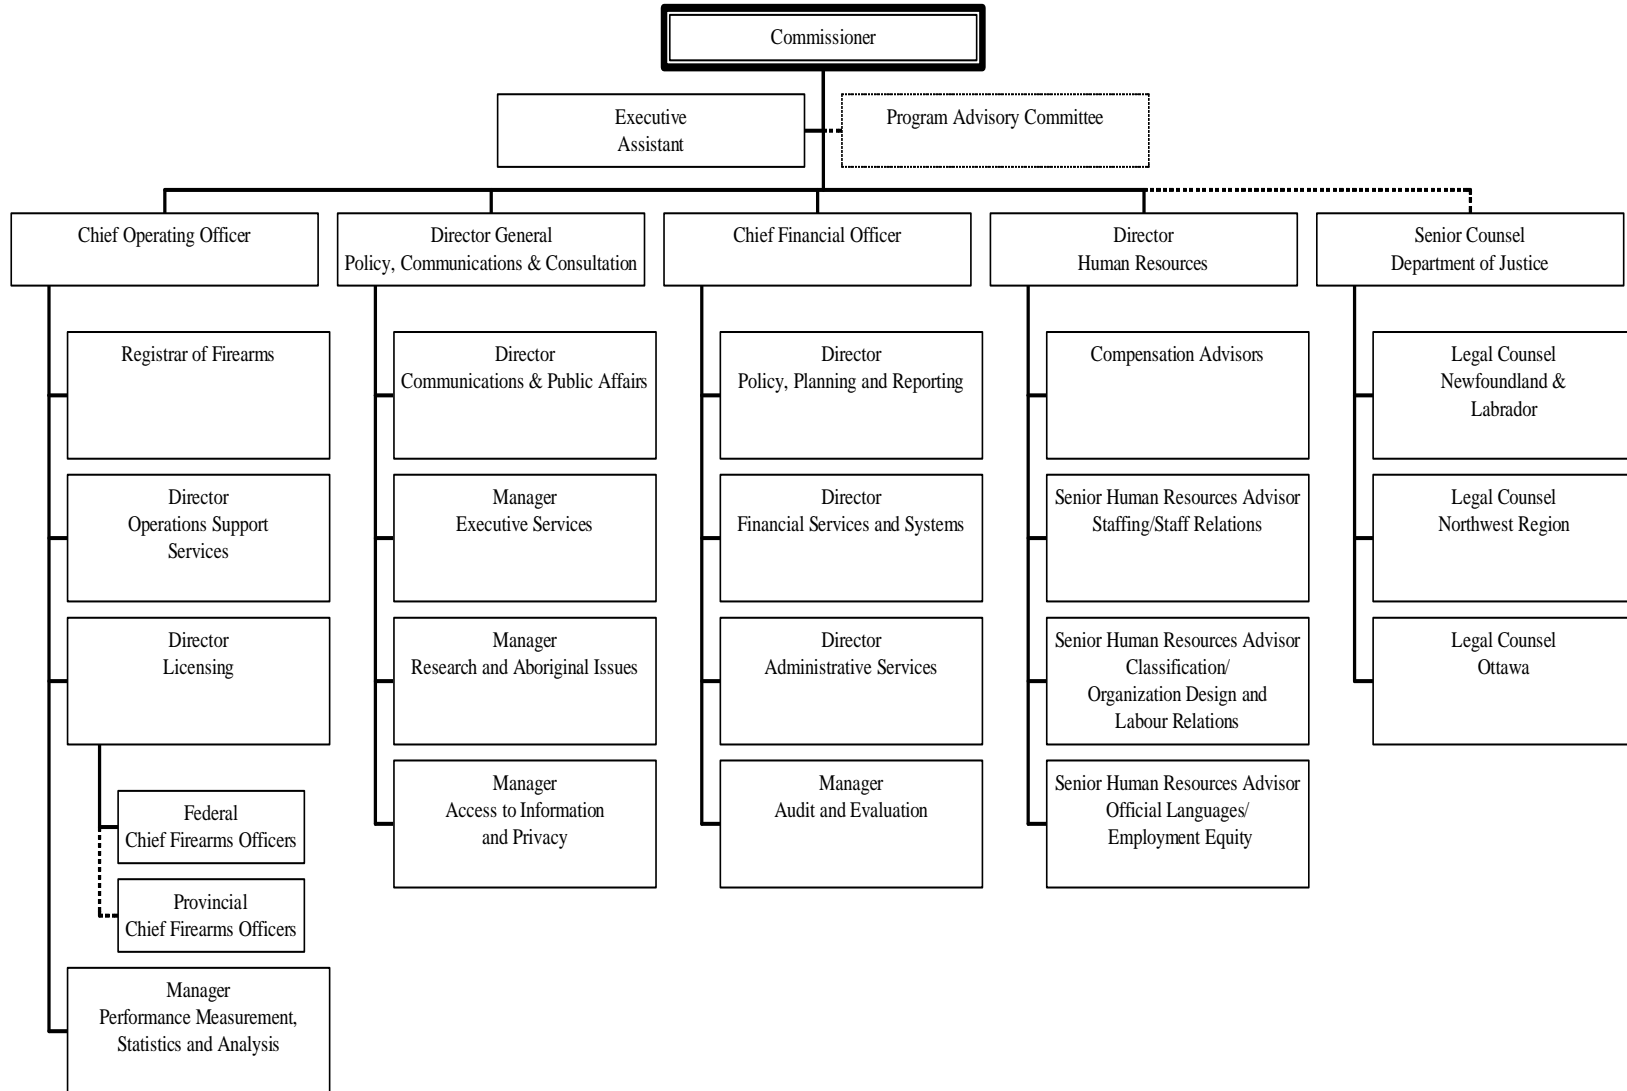 Commissioner
Executive
Assistant
Program Advisory Committee
Chief Operating Officer
Director General
Policy, Communications & Consultation
Chief Financial Officer
Director
Human Resources
Senior Counsel
Department of Justice
Registrar of Firearms
Director
Operations Support
Services
Director
Licensing
Federal
Chief Firearms Officers
Provincial
Chief Firearms Officers
Manager
Performance Measurement,
Statistics and Analysis
Director
Communications & Public Affairs
Manager
Executive Services
Manager
Research and Aboriginal Issues
Manager
Access to Information
and Privacy
Director
Policy, Planning and Reporting
Director
Financial Services and Systems
Director
Administrative Services
Manager
Audit and Evaluation
Compensation Advisors
Senior Human Resources Advisor
Staffing/Staff Relations
Senior Human Resources Advisor
Classification/
Organization Design and
Labour Relations
Senior Human Resources Advisor
Official Languages/
Employment Equity
Legal Counsel
Newfoundland &
Labrador
Legal Counsel
Northwest Region
Legal Counsel
Ottawa